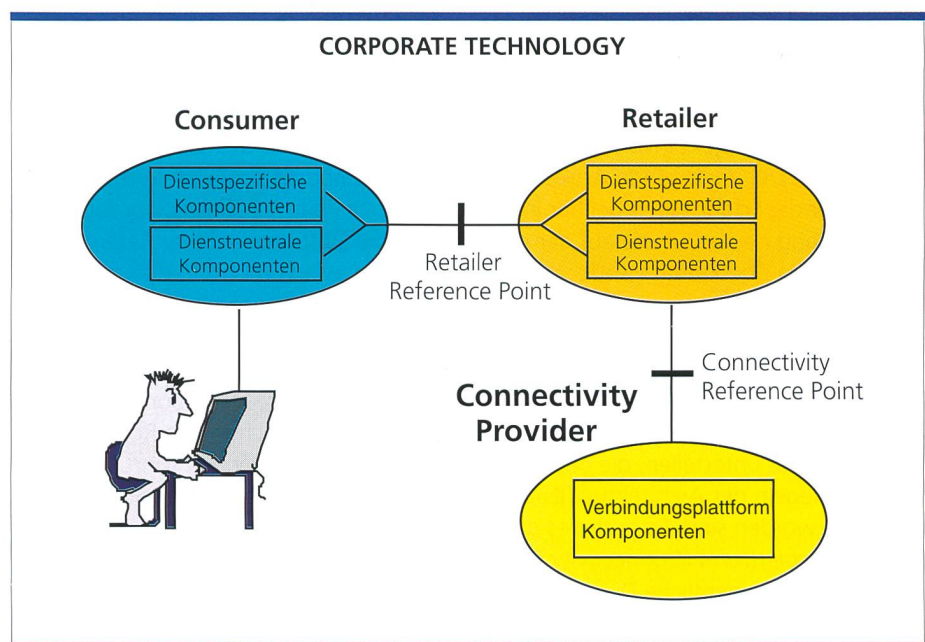 CORPORATE TECHNOLOGY
Consumer
Dienstspezifische
Komponenten
Dienstneutrale
Komponenten
Retailer
Reference Point
Retailer
Dienstspezifische
Komponenten
Dienstneutrale
Komponenten
Connectivity
Reference Point
Connectivity
Provider
Verbindungsplattform
Komponenten